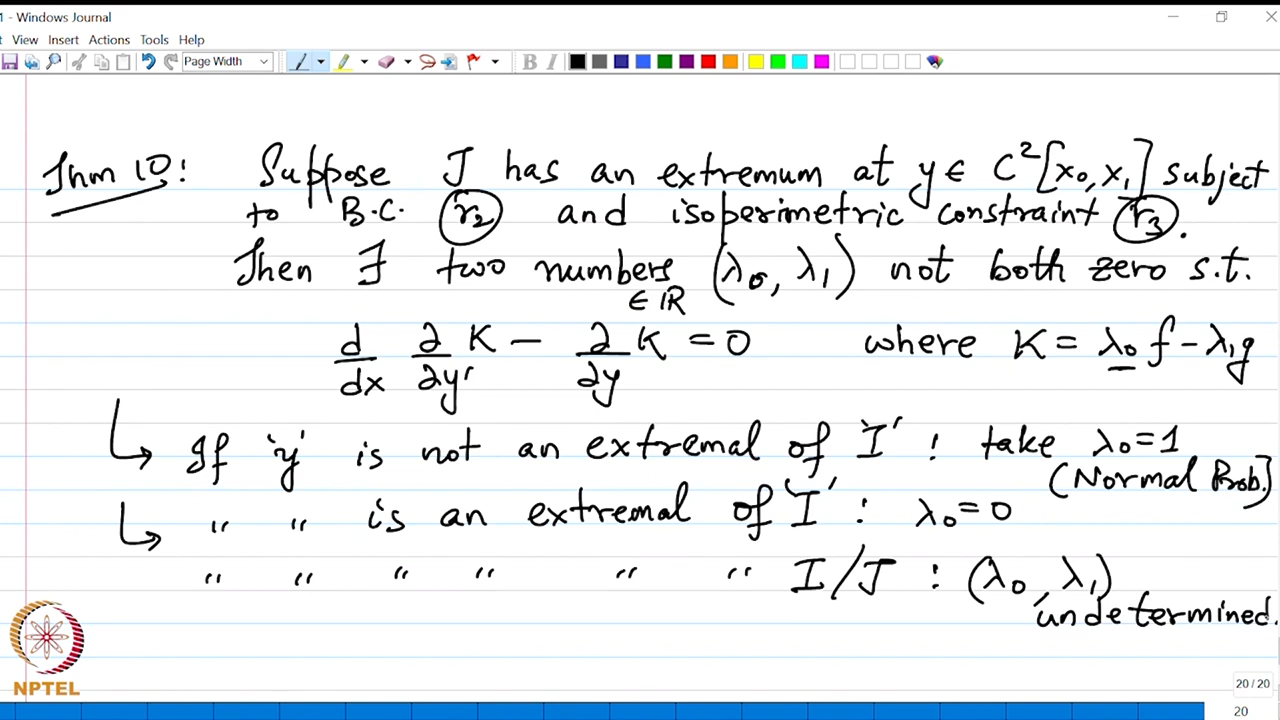 1 - Windows Journal
t View Insert Actions Tools Help
Page Width
B I
Thm 10: Suppose J has an extremum at y ∈ C²[x₀, x₁] subject
to B.C. (r₂) and isoperimetric constraint (r₃).
Then ∃ two numbers (λ₀, λ₁) not both zero s.t.
∈ ℝ
d/dx ∂/∂y' K − ∂/∂y K = 0 where K = λ₀ f − λ₁ g
↳ If 'y' is not an extremal of 'I' : take λ₀ = 1
(Normal Prob.)
↳ " " is an extremal of 'I' : λ₀ = 0
" " " " " " I/J : (λ₀, λ₁)
undetermined.
NPTEL
20 / 20
20